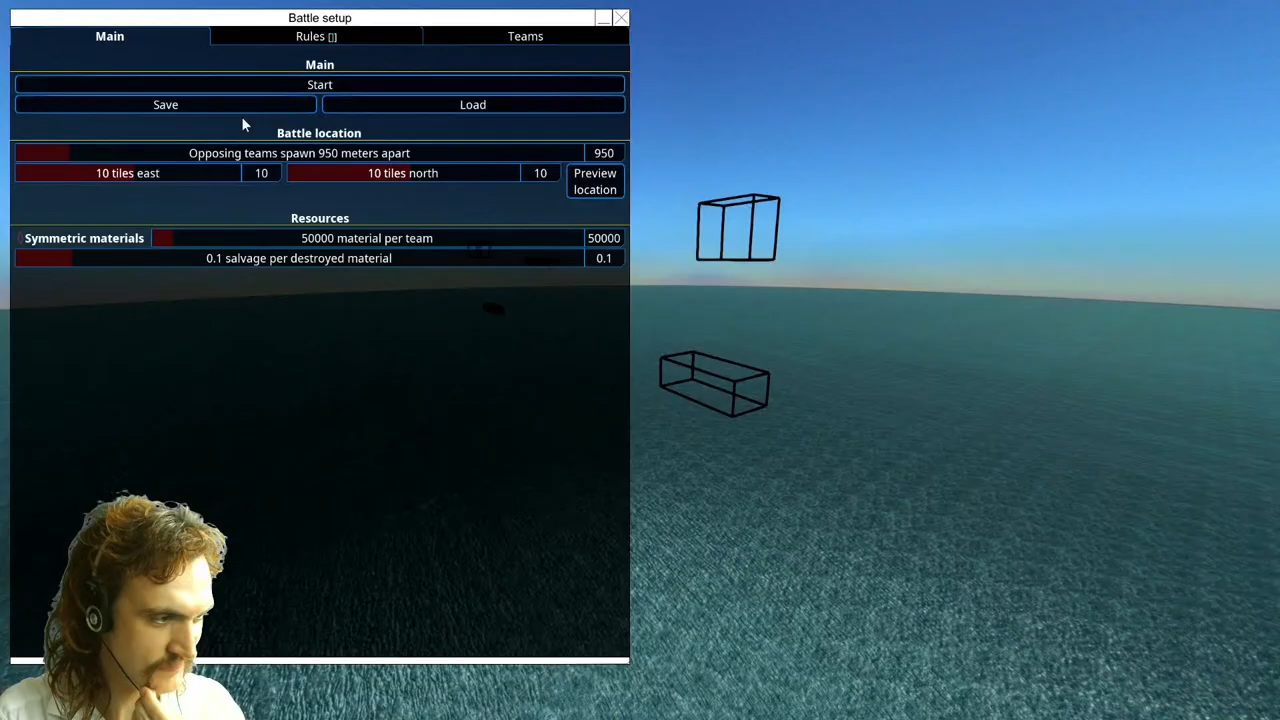 Battle setup
Main Rules [] Teams
Main
Start
Save Load
Battle location
Opposing teams spawn 950 meters apart 950
10 tiles east 10 10 tiles north 10 Preview location
Resources
Symmetric materials 50000 material per team 50000
0.1 salvage per destroyed material 0.1